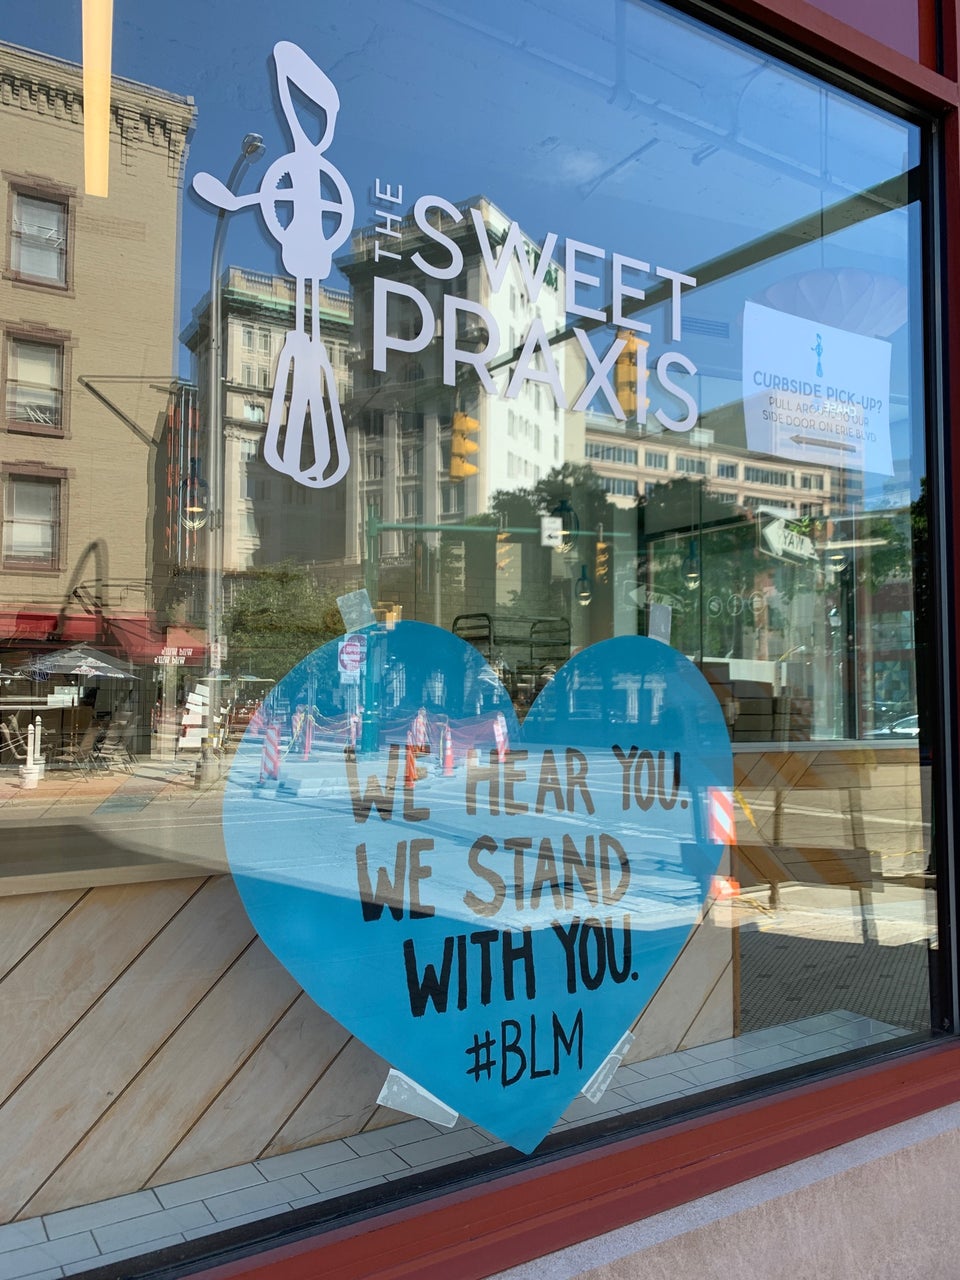 THE
SWEET
PRAXIS
CURBSIDE PICK-UP?
PULL AROUND TO OUR
SIDE DOOR ON ERIE BLVD
WE HEAR YOU.
WE STAND
WITH YOU.
#BLM